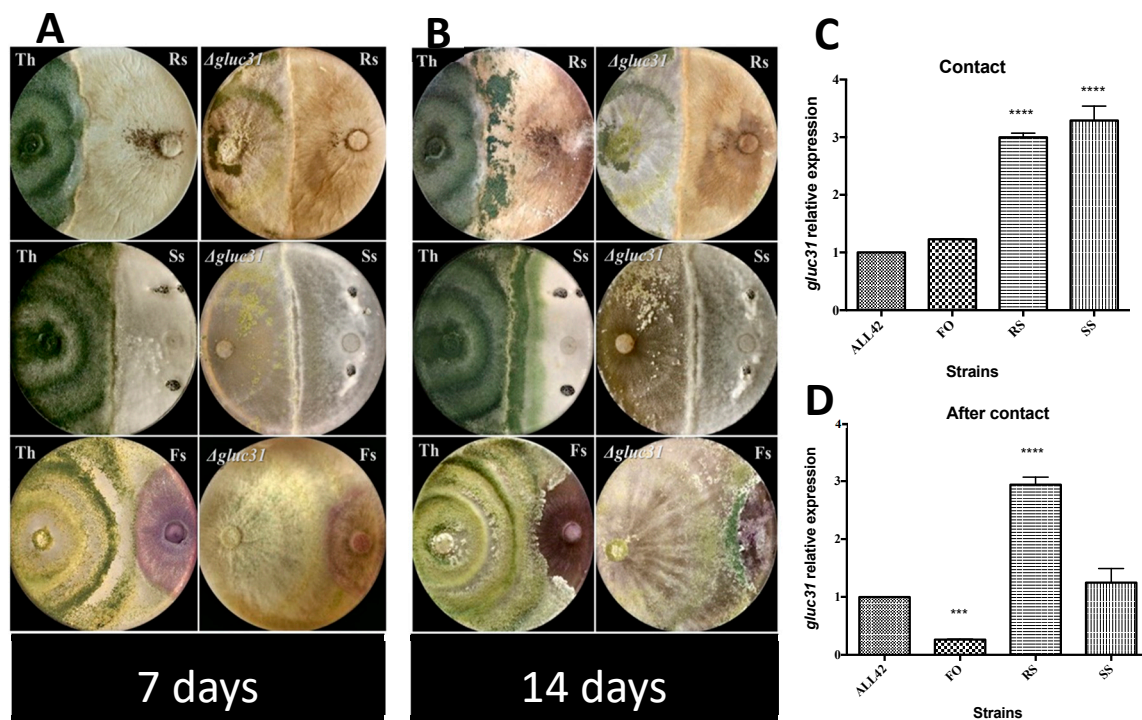 A
Th Rs Δgluc31 Rs
Th Ss Δgluc31 Ss
Th Fs Δgluc31 Fs
7 days
B
Th Rs Δgluc31 Rs
Th Ss Δgluc31 Ss
Th Fs Δgluc31 Fs
14 days
C
Contact
gluc31 relative expression
4
3
2
1
0
****
****
ALL42 FO RS SS
Strains
D
After contact
gluc31 relative expression
4
3
2
1
0
***
****
ALL42 FO RS SS
Strains